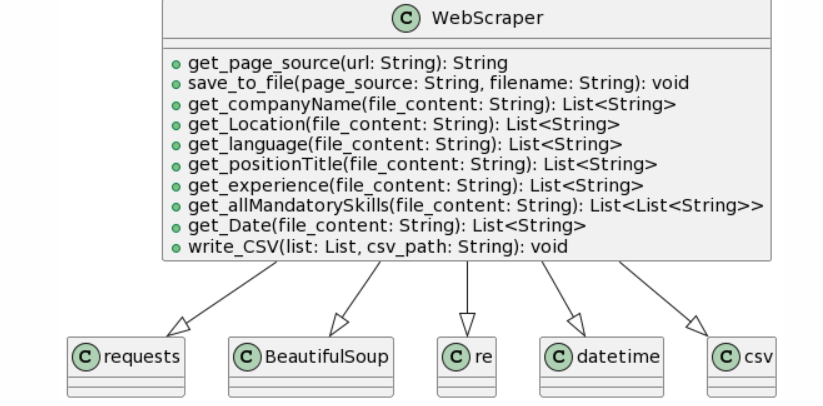 C WebScraper
get_page_source(url: String): String
save_to_file(page_source: String, filename: String): void
get_companyName(file_content: String): List<String>
get_Location(file_content: String): List<String>
get_language(file_content: String): List<String>
get_positionTitle(file_content: String): List<String>
get_experience(file_content: String): List<String>
get_allMandatorySkills(file_content: String): List<List<String>>
get_Date(file_content: String): List<String>
write_CSV(list: List, csv_path: String): void
C requests
C BeautifulSoup
C re
C datetime
C csv